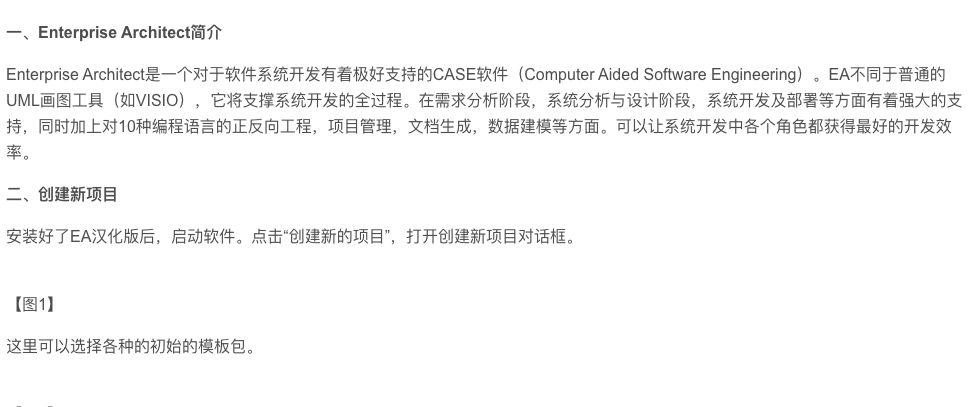 一、Enterprise Architect简介
Enterprise Architect是一个对于软件系统开发有着极好支持的CASE软件（Computer Aided Software Engineering）。EA不同于普通的
UML画图工具（如VISIO），它将支撑系统开发的全过程。在需求分析阶段，系统分析与设计阶段，系统开发及部署等方面有着强大的支
持，同时加上对10种编程语言的正反向工程，项目管理，文档生成，数据建模等方面。可以让系统开发中各个角色都获得最好的开发效
率。
二、创建新项目
安装好了EA汉化版后，启动软件。点击“创建新的项目”，打开创建新项目对话框。
【图1】
这里可以选择各种的初始的模板包。